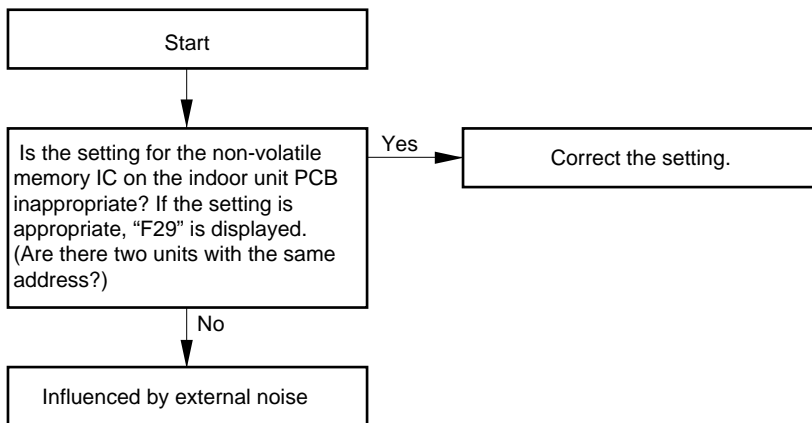 Start
Is the setting for the non-volatile
memory IC on the indoor unit PCB
inappropriate? If the setting is
appropriate, “F29” is displayed.
(Are there two units with the same
address?)
Yes
Correct the setting.
No
Influenced by external noise